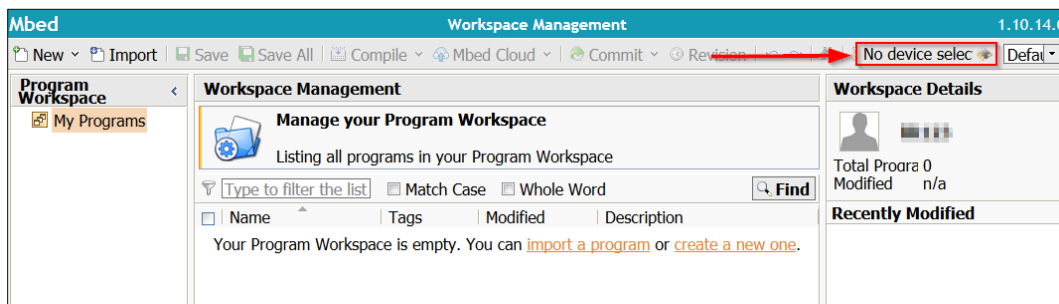 Mbed Workspace Management 1.10.14.
New Import Save Save All Compile Mbed Cloud Commit Revision No device selec Defau
Program Workspace
My Programs
Workspace Management
Manage your Program Workspace
Listing all programs in your Program Workspace
Type to filter the list Match Case Whole Word Find
Name Tags Modified Description
Your Program Workspace is empty. You can import a program or create a new one.
Workspace Details
Total Progra 0
Modified n/a
Recently Modified